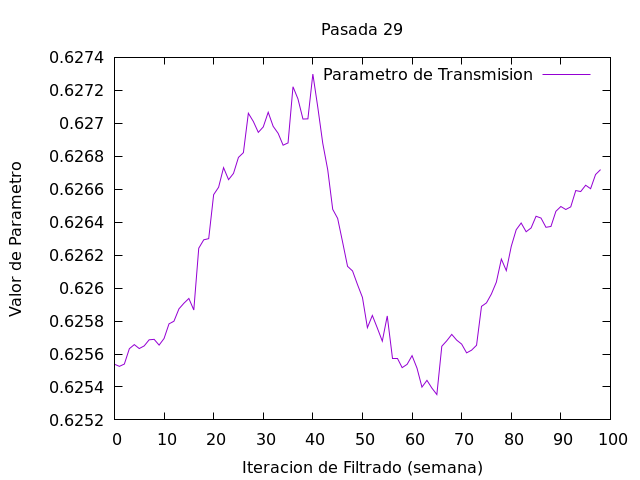 Pasada 29
Parametro de Transmision
0.6274
0.6272
0.627
0.6268
0.6266
0.6264
0.6262
0.626
0.6258
0.6256
0.6254
0.6252
Valor de Parametro
0 10 20 30 40 50 60 70 80 90 100
Iteracion de Filtrado (semana)